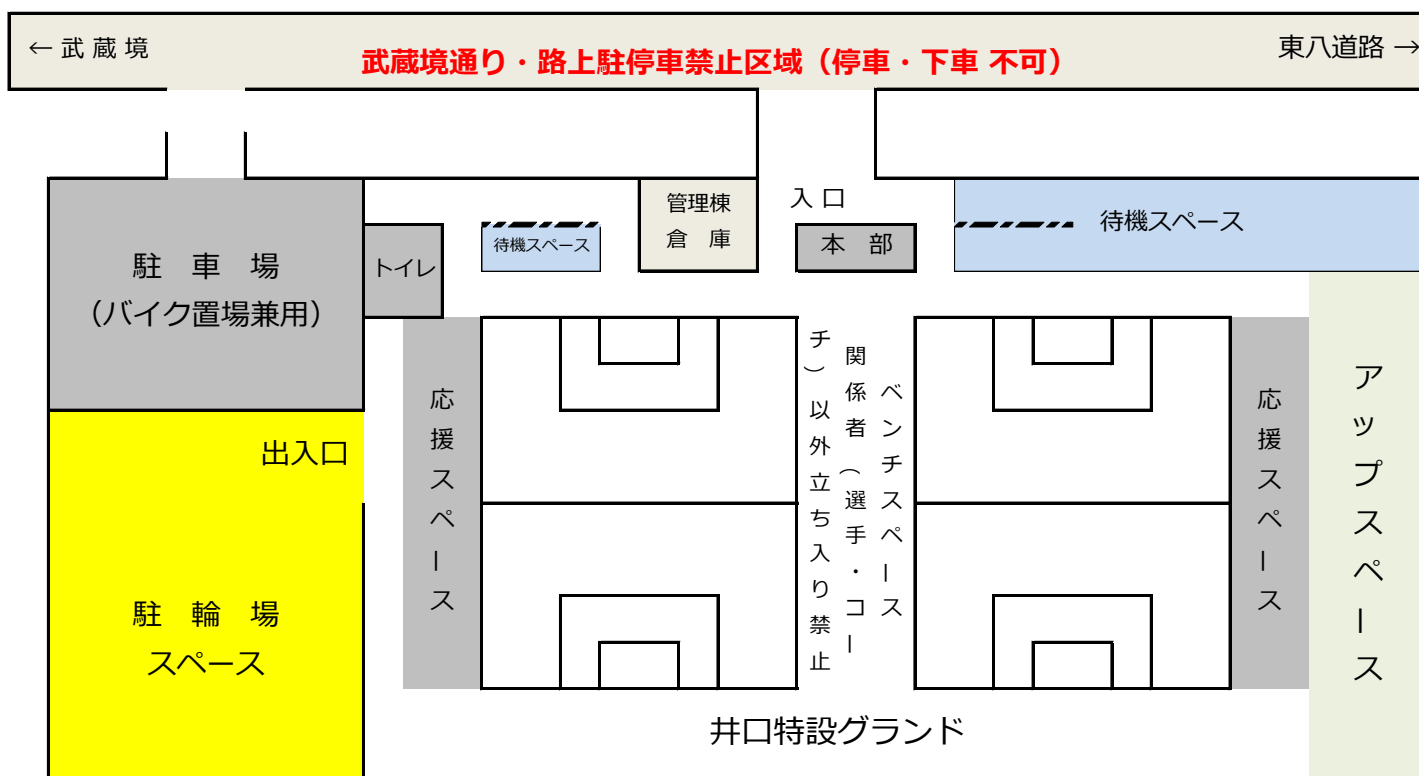 ← 武 蔵 境
武蔵境通り・路上駐停車禁止区域（停車・下車 不可）
東八道路 →
管理棟
倉 庫
入 口
本 部
待機スペース
待機スペース
トイレ
駐 車 場
（バイク置場兼用）
出入口
駐 輪 場
スペース
応援スペース
ベンチスペース
関係者（選手・コー
チ）以外立ち入り禁止
応援スペース
アップスペース
井口特設グランド